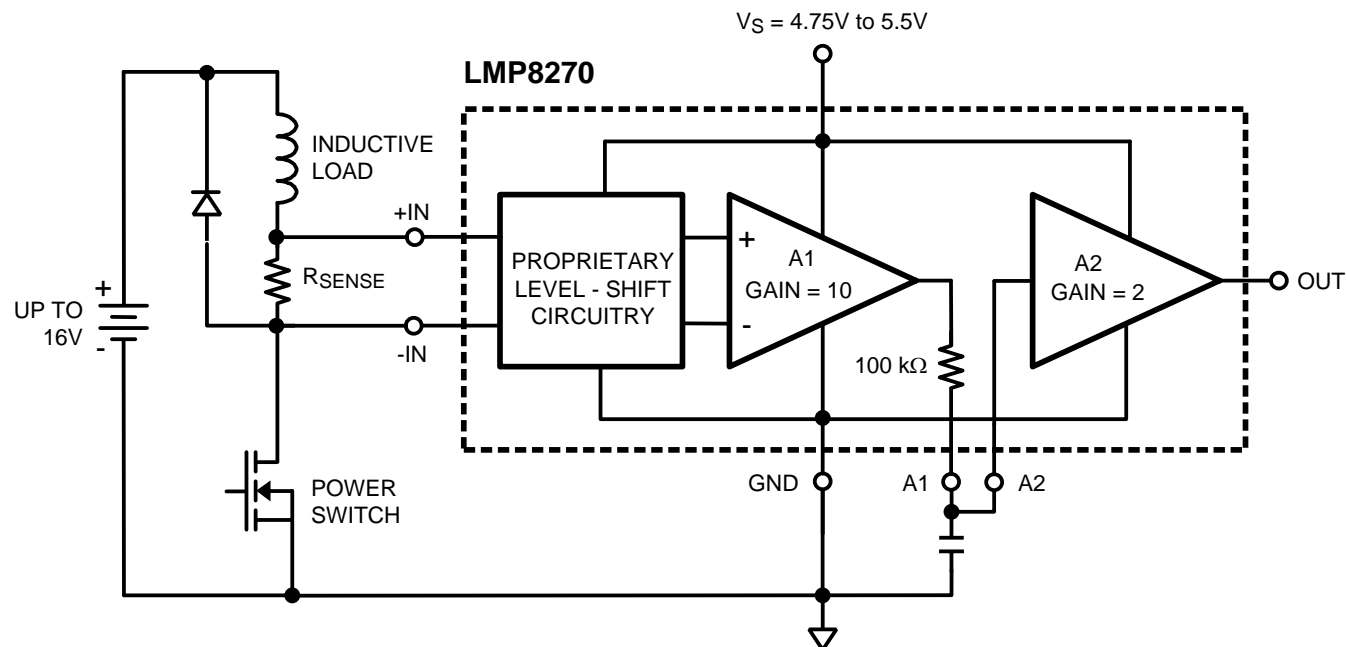 V_S = 4.75V to 5.5V
LMP8270
INDUCTIVE
LOAD
+IN
R_SENSE
UP TO
16V
+
-
-IN
PROPRIETARY
LEVEL - SHIFT
CIRCUITRY
+
-
A1
GAIN = 10
A2
GAIN = 2
OUT
100 kΩ
POWER
SWITCH
GND
A1
A2